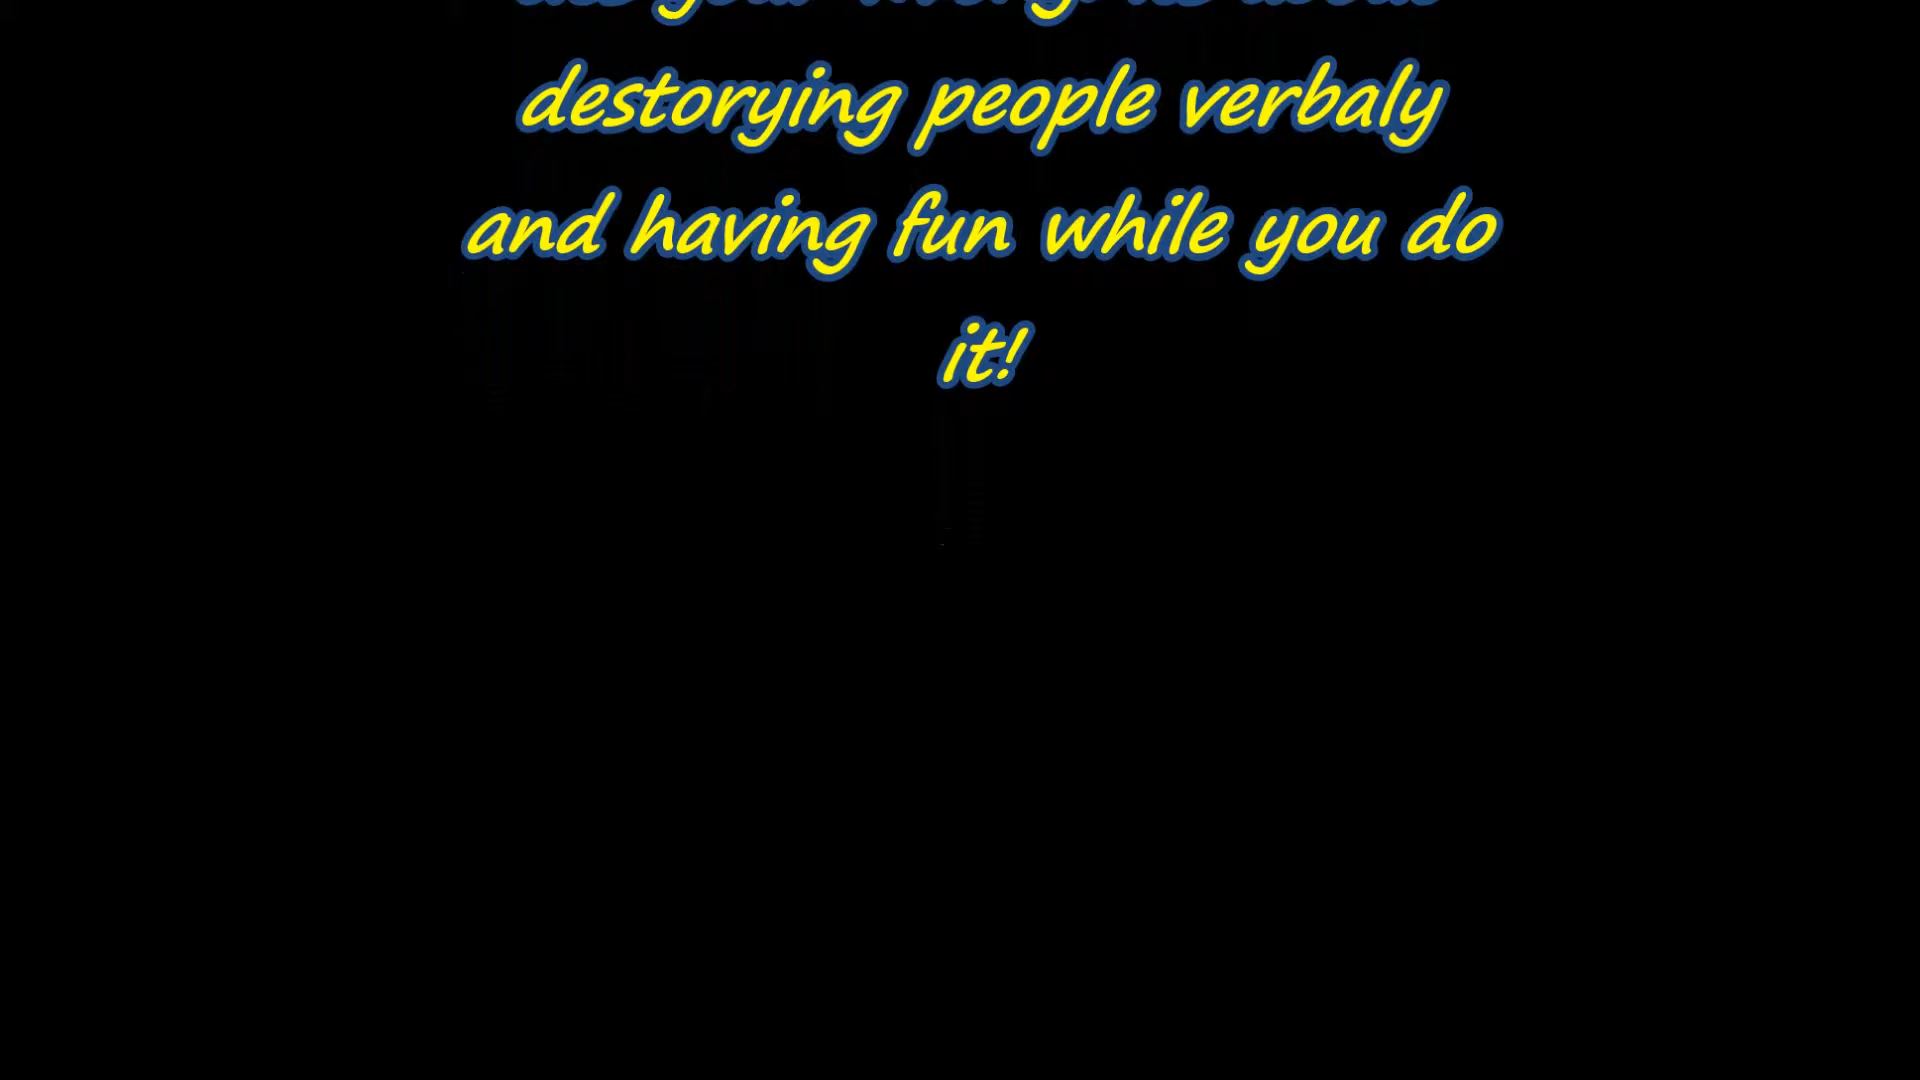 destorying people verbaly
and having fun while you do
it!